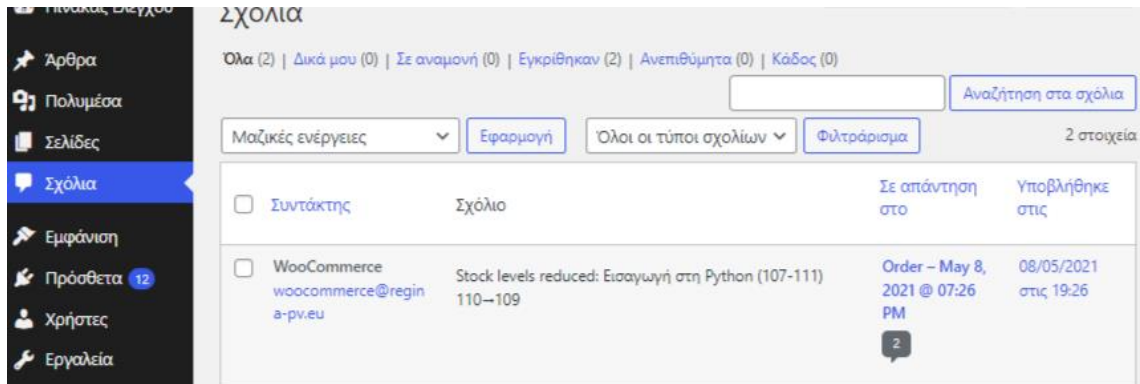 Πίνακας Ελέγχου
Άρθρα
Πολυμέσα
Σελίδες
Σχόλια
Εμφάνιση
Πρόσθετα 12
Χρήστες
Εργαλεία
Σχόλια
Όλα (2) | Δικά μου (0) | Σε αναμονή (0) | Εγκρίθηκαν (2) | Ανεπιθύμητα (0) | Κάδος (0)
Αναζήτηση στα σχόλια
Μαζικές ενέργειες Εφαρμογή Όλοι οι τύποι σχολίων Φιλτράρισμα 2 στοιχεία
Συντάκτης Σχόλιο Σε απάντηση στο Υποβλήθηκε στις
WooCommerce
woocommerce@regin
a-pv.eu
Stock levels reduced: Εισαγωγή στη Python (107-111)
110→109
Order – May 8,
2021 @ 07:26
PM
2
08/05/2021
στις 19:26